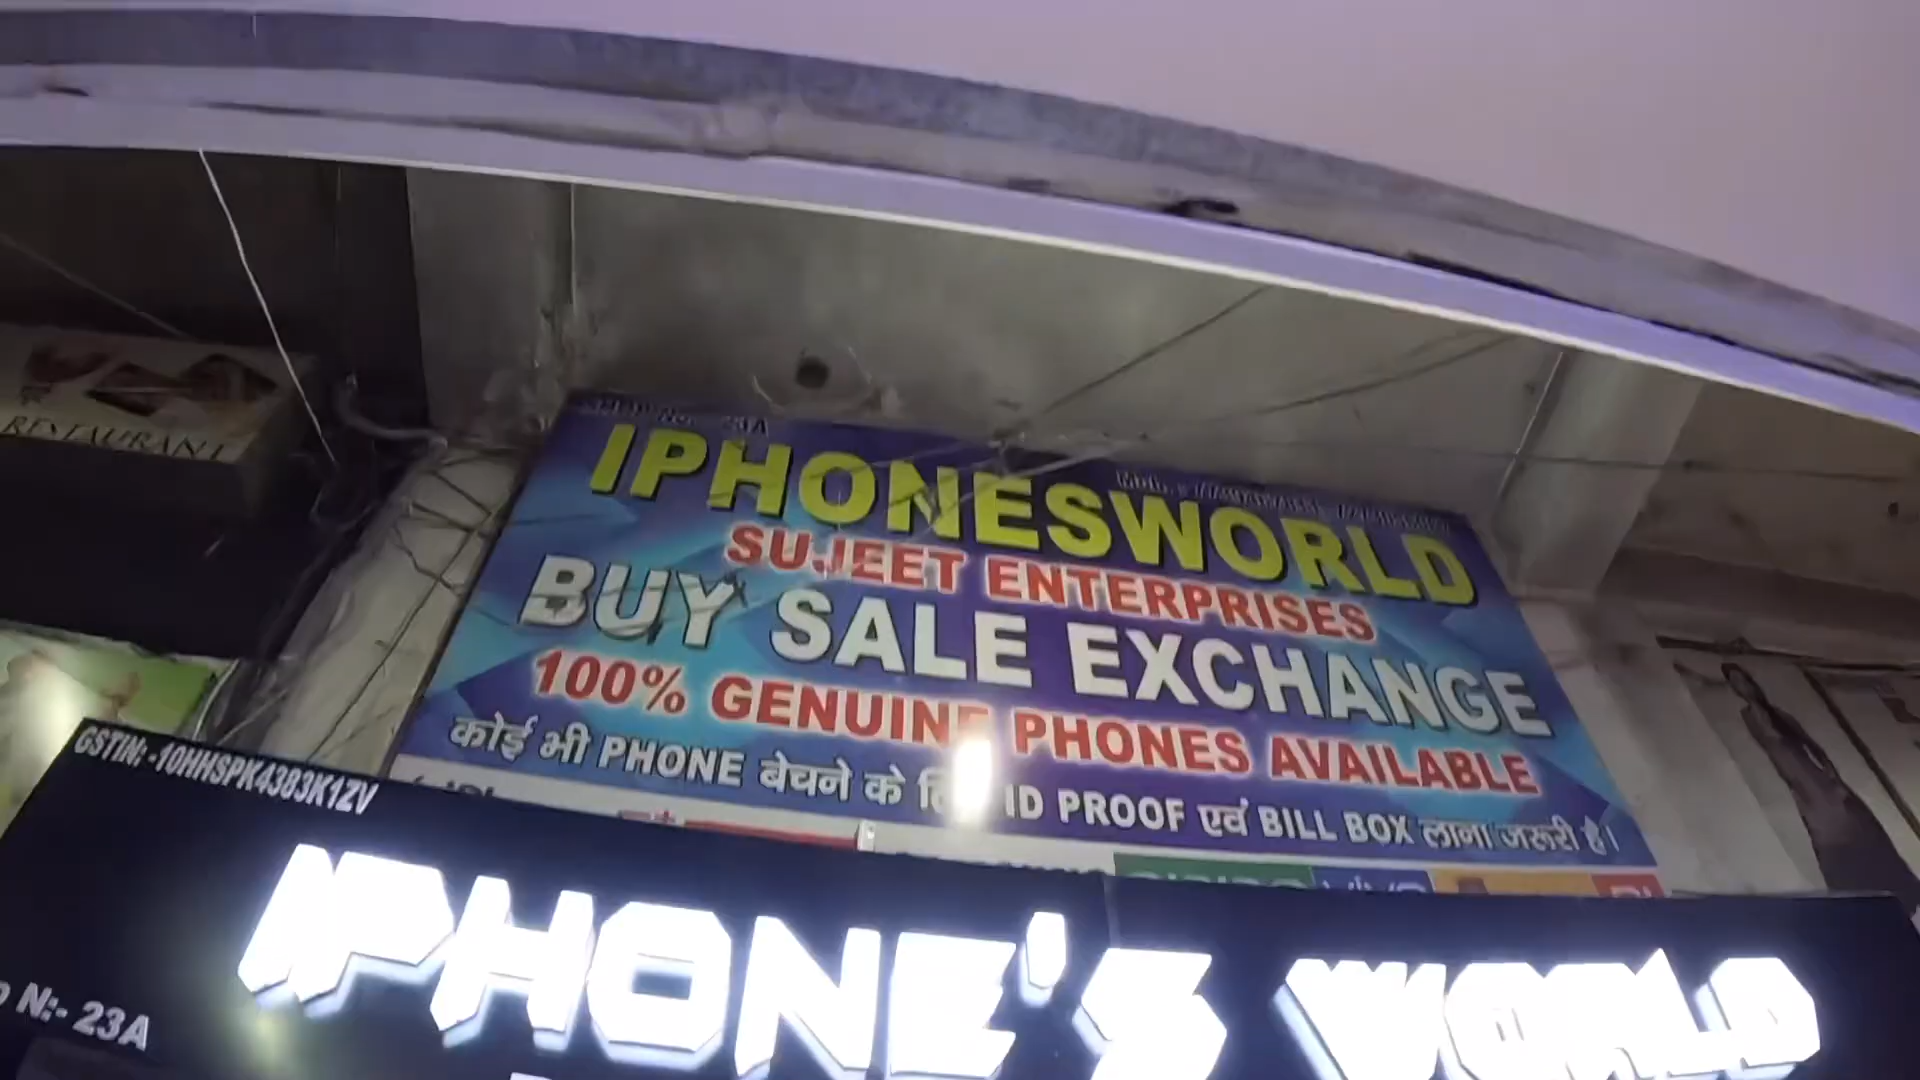 RESTAURANT
23A
IPHONESWORLD
SUJEET ENTERPRISES
BUY SALE EXCHANGE
100% GENUINE PHONES AVAILABLE
कोई भी PHONE बेचने के ID PROOF एवं BILL BOX लाना जरूरी है।
GSTIN: -10HHSPK4383K1ZV
IPHONE'S WORLD
N:- 23A